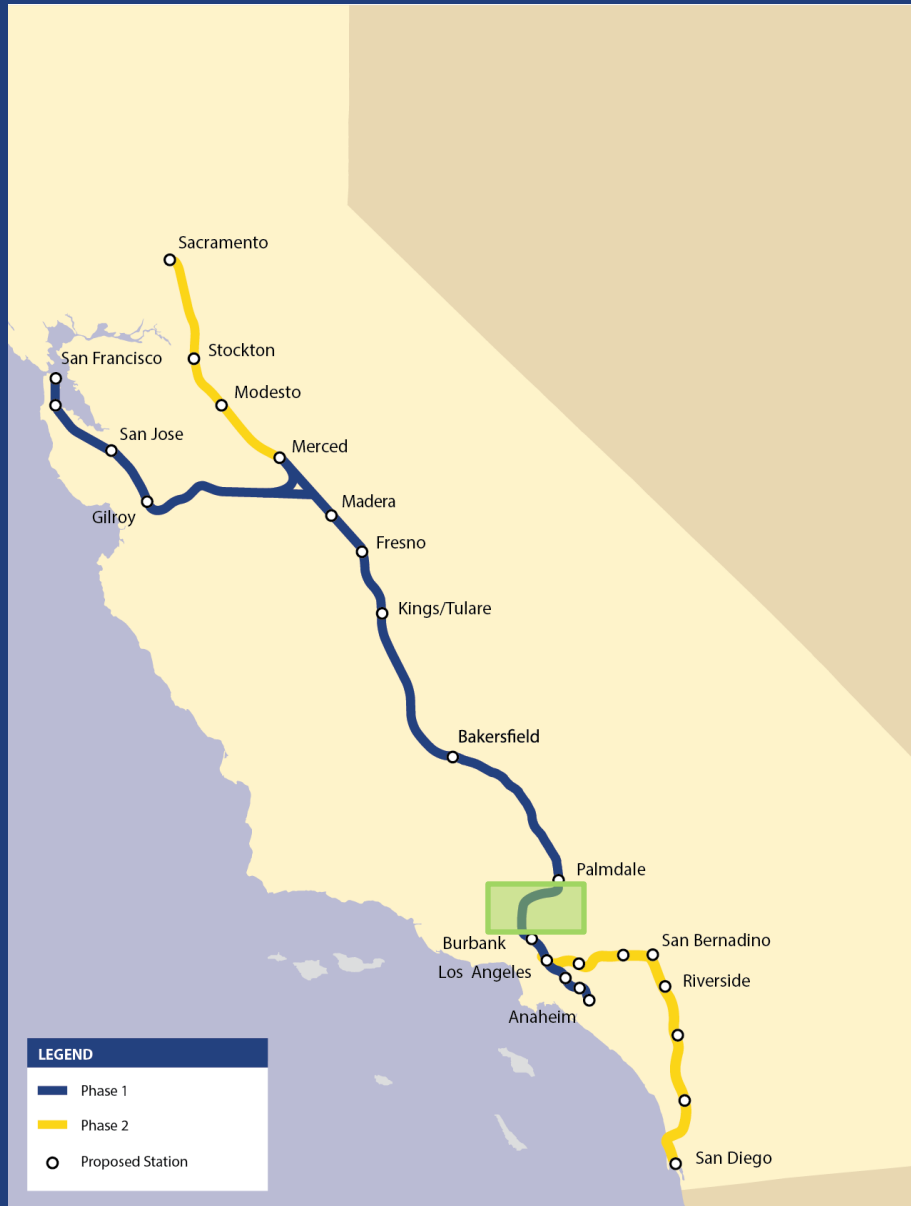 Sacramento
San Francisco
Stockton
Modesto
San Jose
Merced
Gilroy
Madera
Fresno
Kings/Tulare
Bakersfield
Palmdale
Burbank
San Bernadino
Los Angeles
Riverside
Anaheim
LEGEND
Phase 1
Phase 2
Proposed Station
San Diego